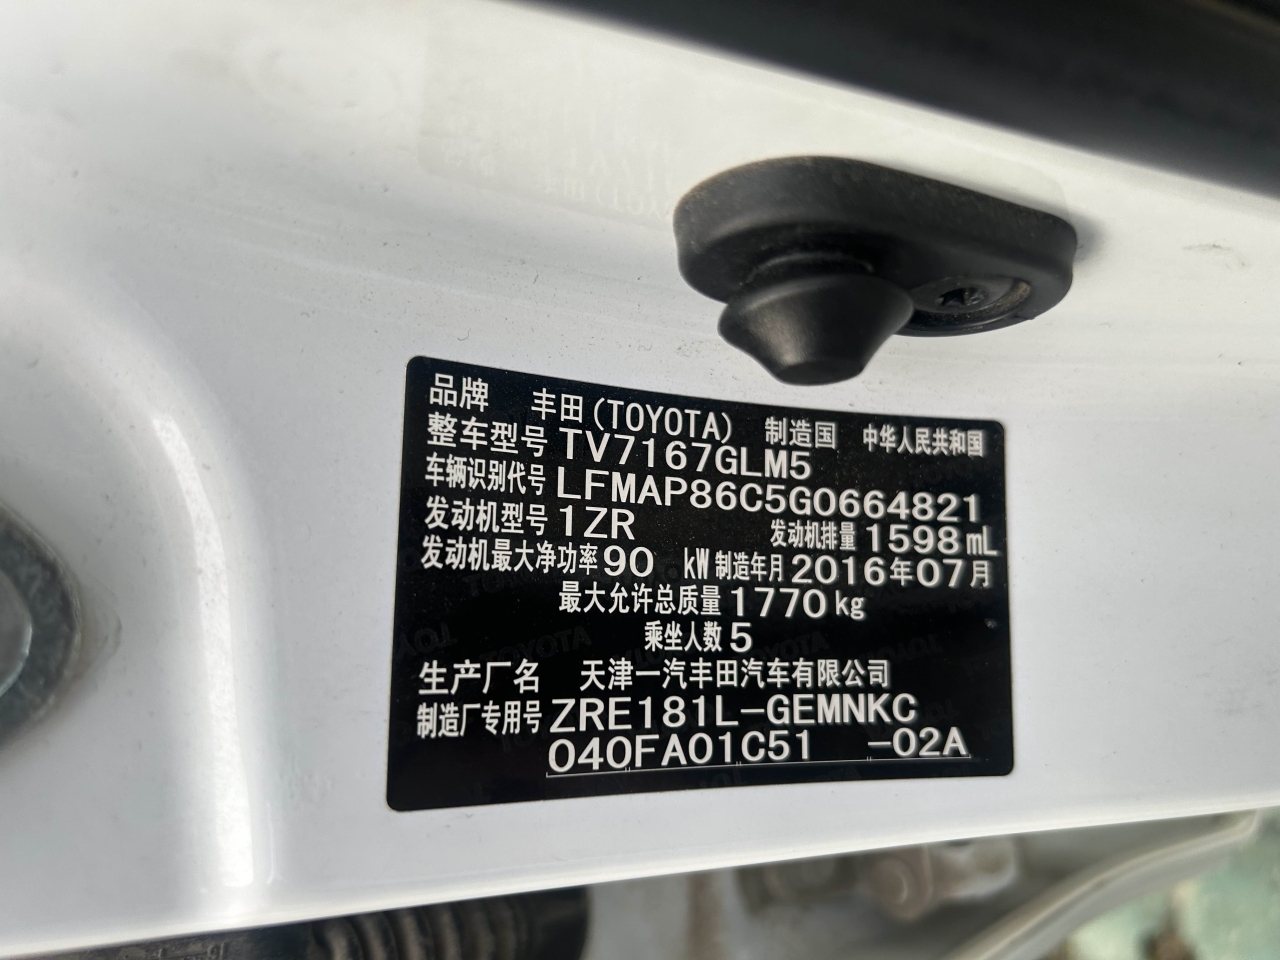 品牌 丰田(TOYOTA) 制造国 中华人民共和国
整车型号 TV7167GLM5
车辆识别代号 LFMAP86C5G0664821
发动机型号 1ZR 发动机排量 1598 mL
发动机最大净功率 90 kW 制造年月 2016年07月
最大允许总质量 1770 kg
乘坐人数 5
生产厂名 天津一汽丰田汽车有限公司
制造厂专用号 ZRE181L-GEMNKC
040FA01C51 -02A